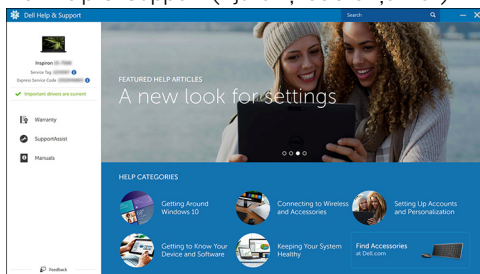 Dell Help & Support
Search
Inspiron
Service Tag
Express Service Code
Important drivers are current
Warranty
SupportAssist
Manuals
Feedback
FEATURED HELP ARTICLES
A new look for settings
HELP CATEGORIES
Getting Around
Windows 10
Connecting to Wireless
and Accessories
Setting Up Accounts
and Personalization
Getting to Know Your
Device and Software
Keeping Your System
Healthy
Find Accessories
at Dell.com